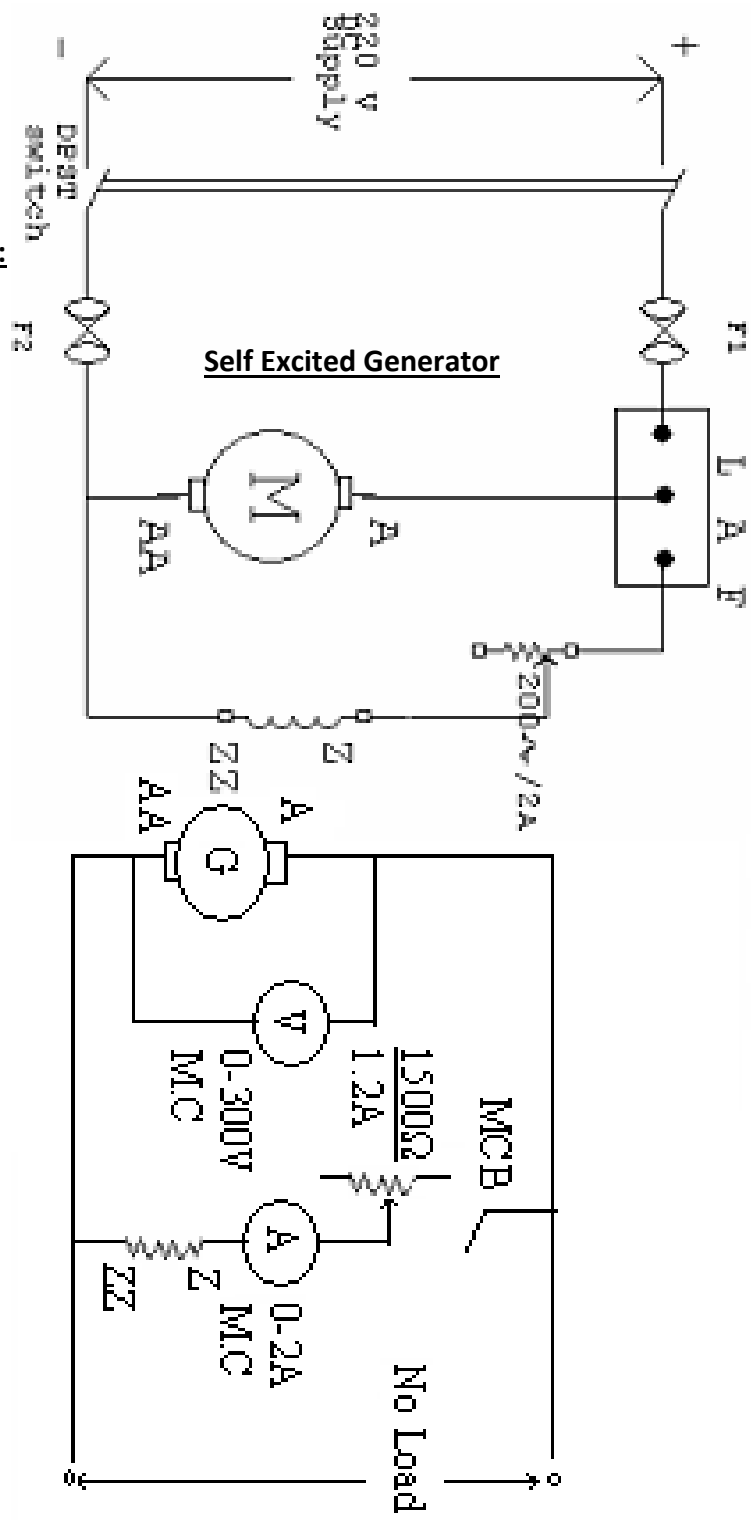 +
220 V
DC
Supply
-
DPST
switch
:
F1
F2
Self Excited Generator
L A F
M
A
AA
200~/2A
Z
ZZ
A
AA
G
V
0-300V
M.C
1500Ω
1.2A
MCB
A
0-2A
M.C
Z
ZZ
No Load